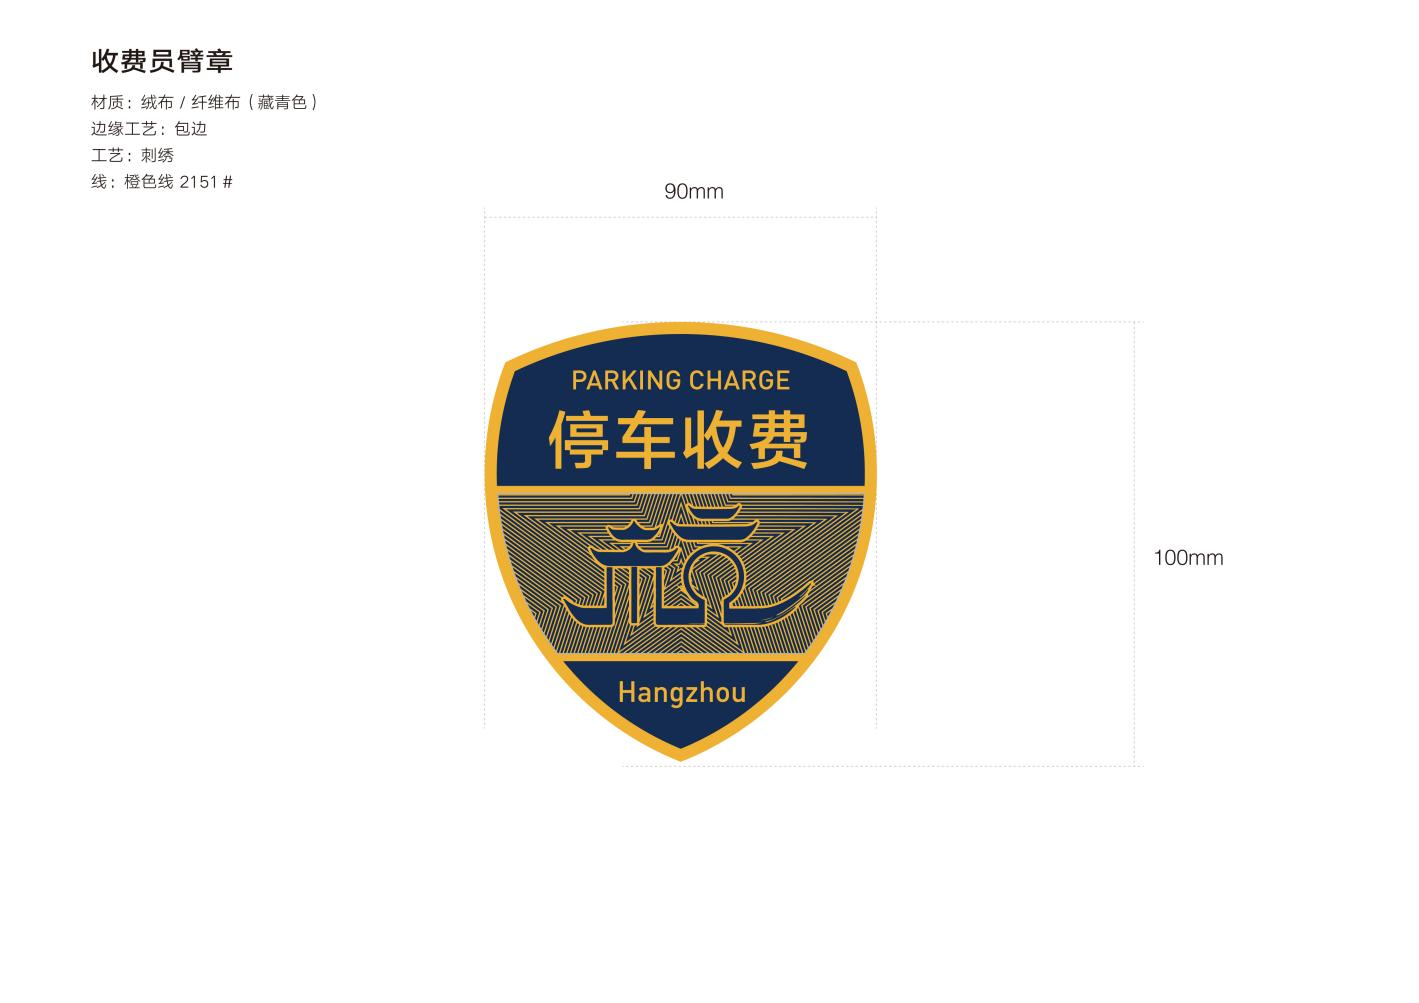 收费员臂章
材质：绒布 / 纤维布（藏青色）
边缘工艺：包边
工艺：刺绣
线：橙色线 2151 #
90mm
PARKING CHARGE
停车收费
100mm
Hangzhou